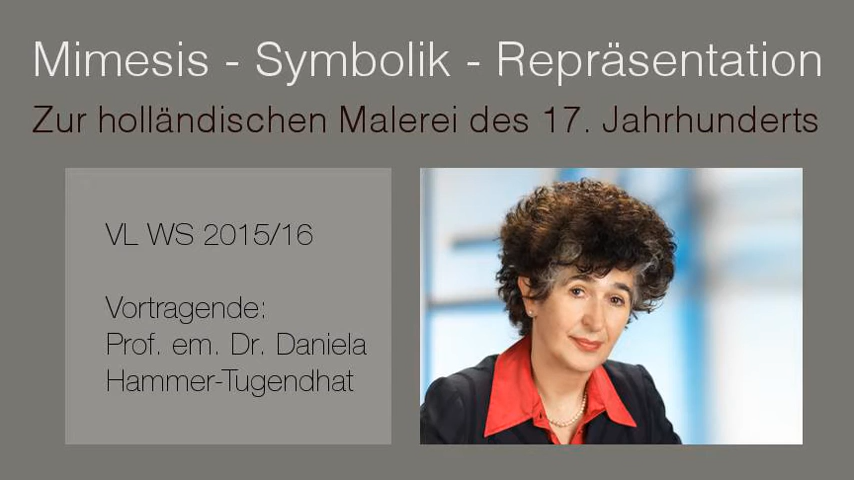 Mimesis - Symbolik - Repräsentation
Zur holländischen Malerei des 17. Jahrhunderts
VL WS 2015/16
Vortragende:
Prof. em. Dr. Daniela
Hammer-Tugendhat